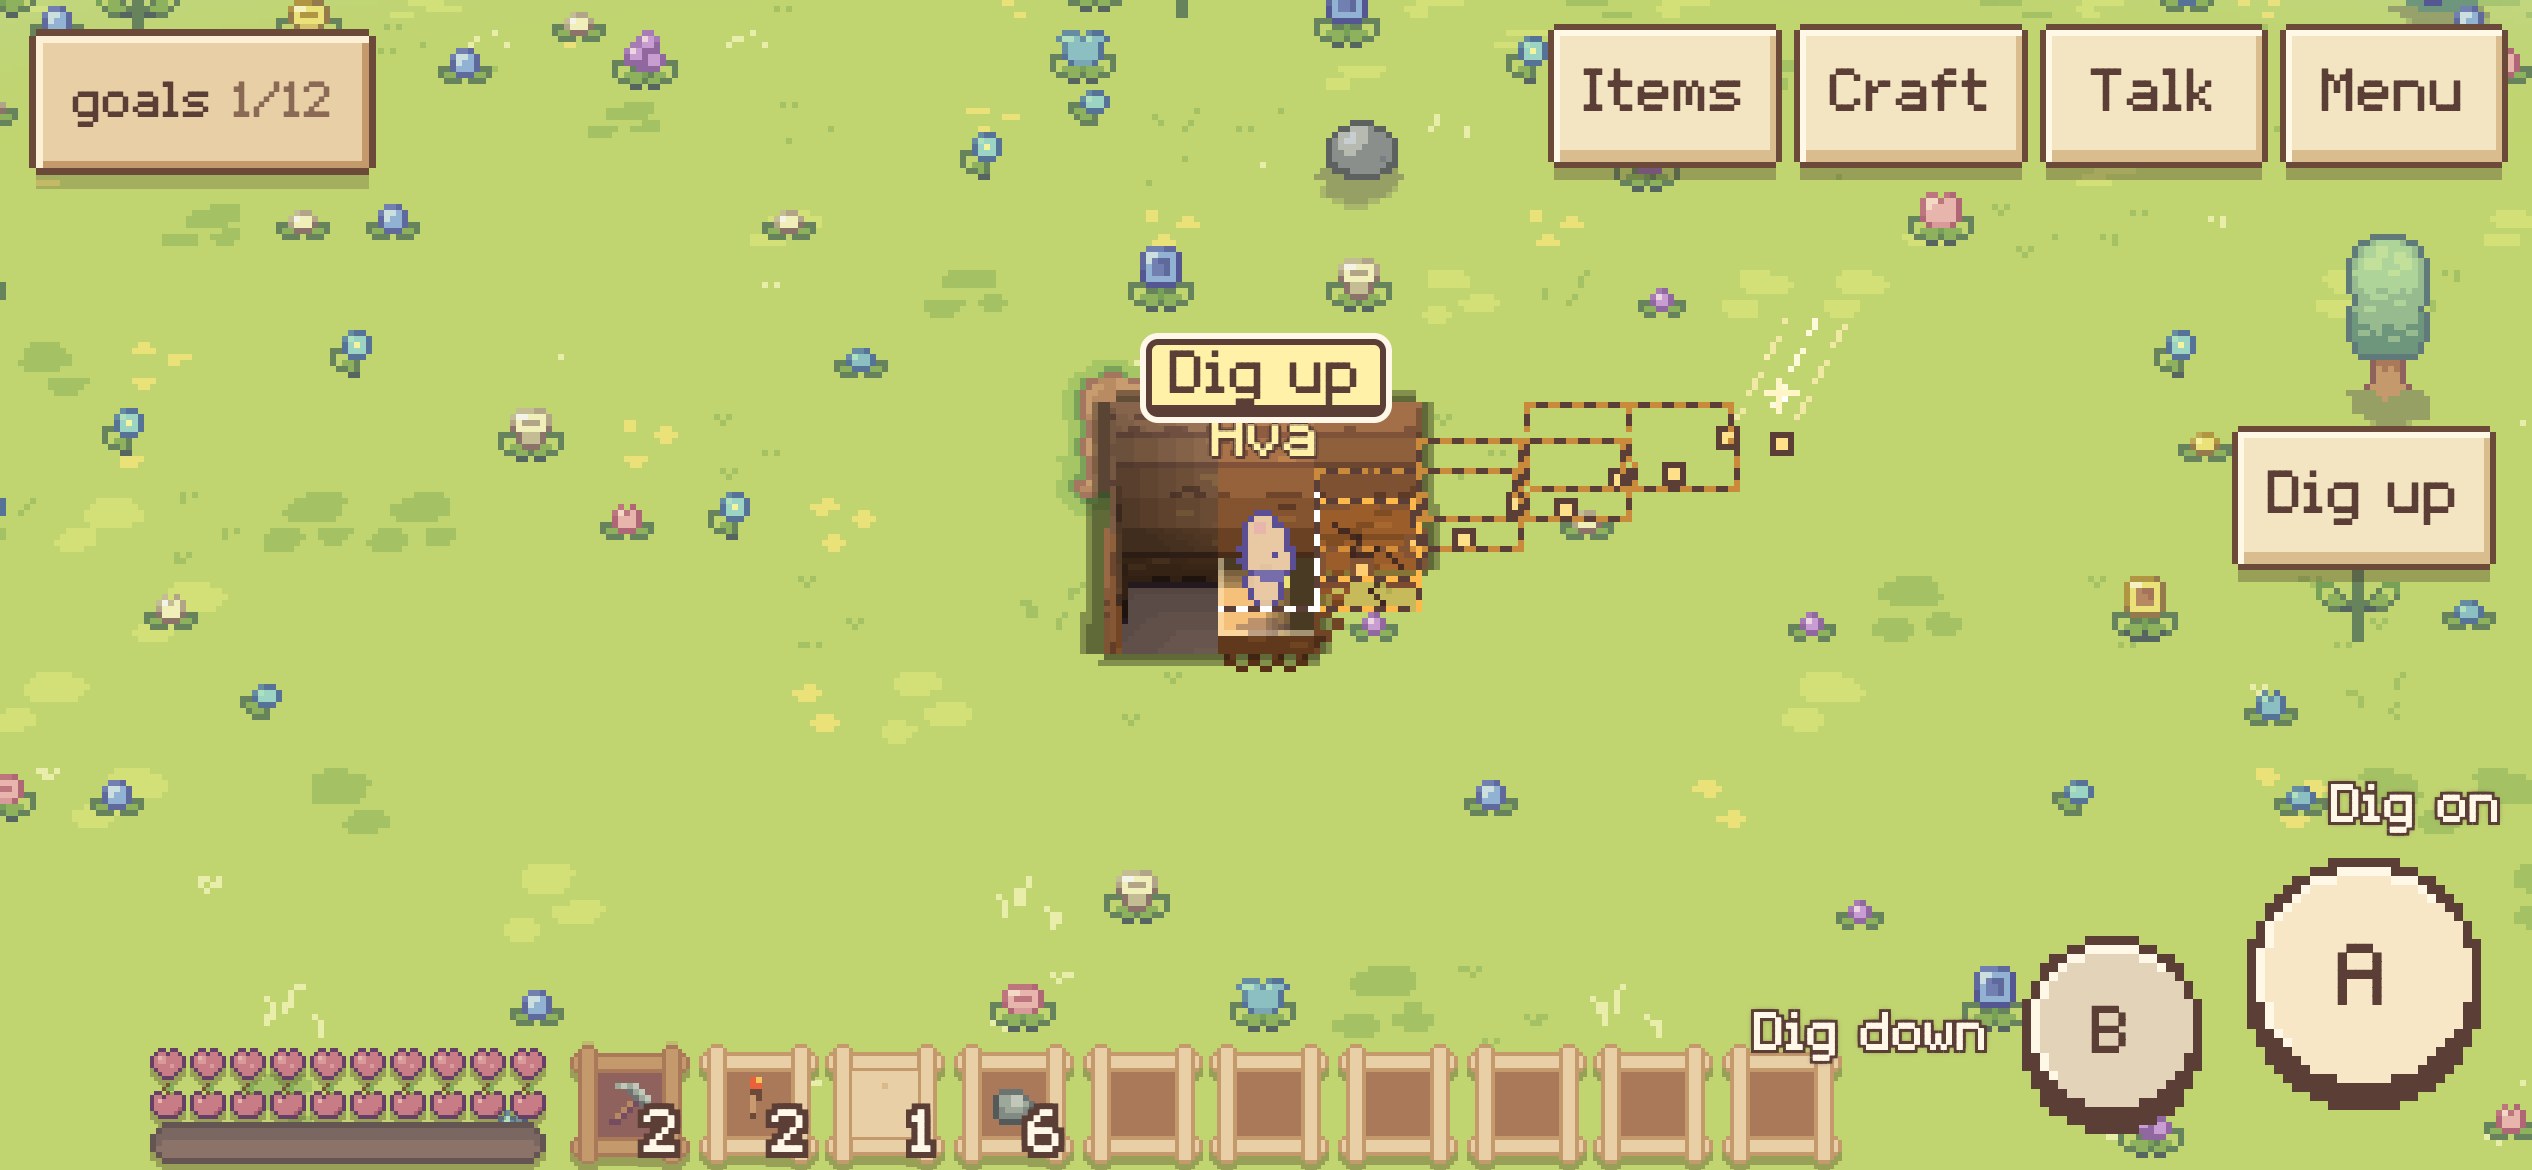 goals 1/12
Items
Craft
Talk
Menu
Dig up
Ava
Dig up
Dig on
A
Dig down
B
2
2
1
6